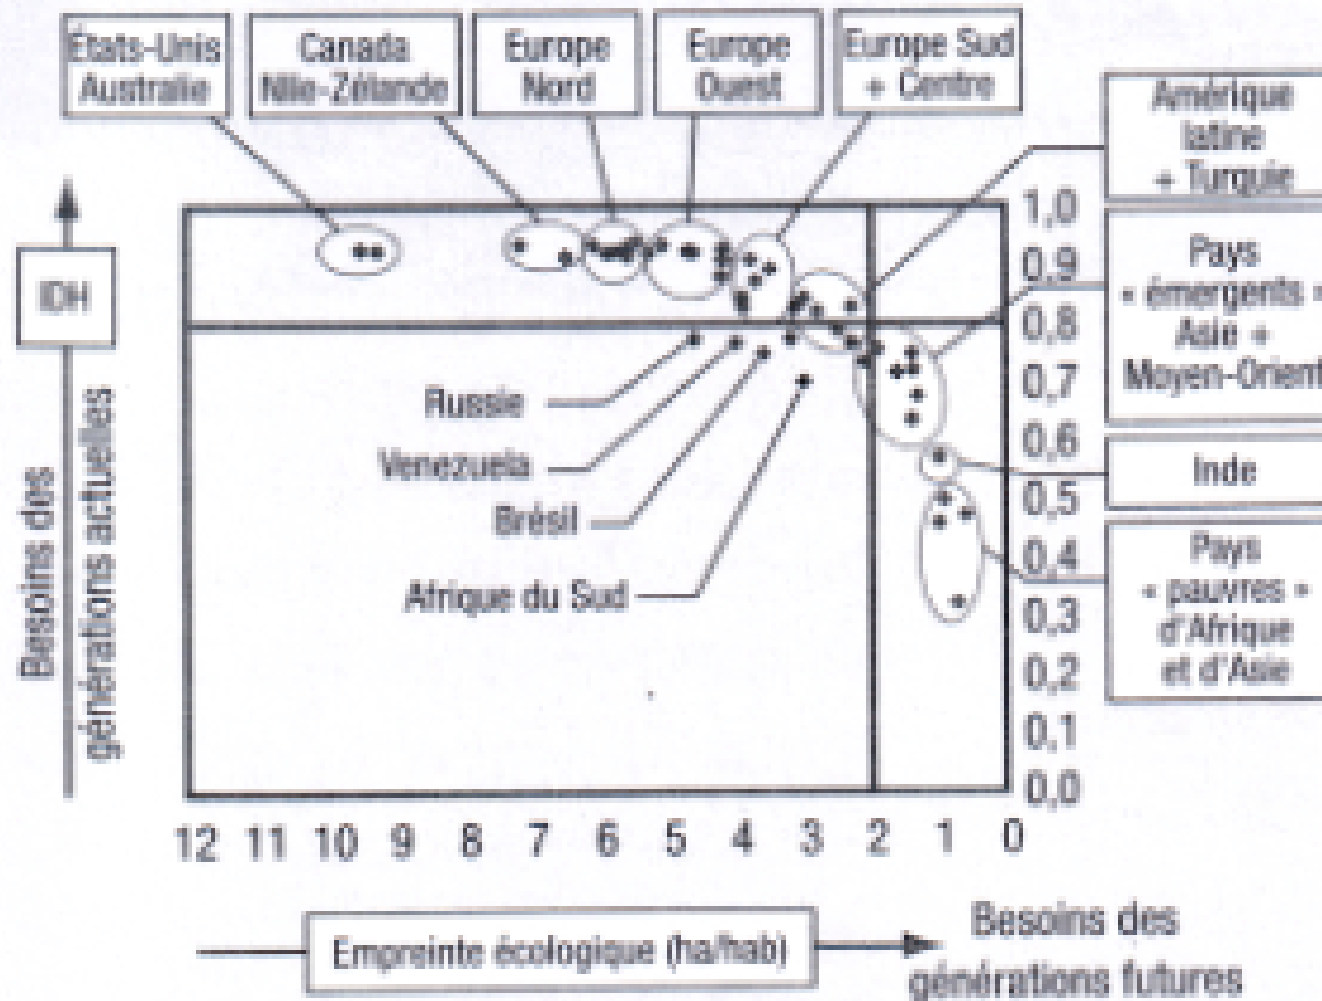 États-Unis
Australie
Canada
Nlle-Zélande
Europe
Nord
Europe
Ouest
Europe Sud
+ Centre
Amérique
latine
+ Turquie
Pays
« émergents »
Asie +
Moyen-Orient
Inde
Pays
« pauvres »
d'Afrique
et d'Asie
IDH
Besoins des
générations actuelles
1,0
0,9
0,8
0,7
0,6
0,5
0,4
0,3
0,2
0,1
0,0
Russie
Venezuela
Brésil
Afrique du Sud
12 11 10 9 8 7 6 5 4 3 2 1 0
Empreinte écologique (ha/hab)
Besoins des
générations futures